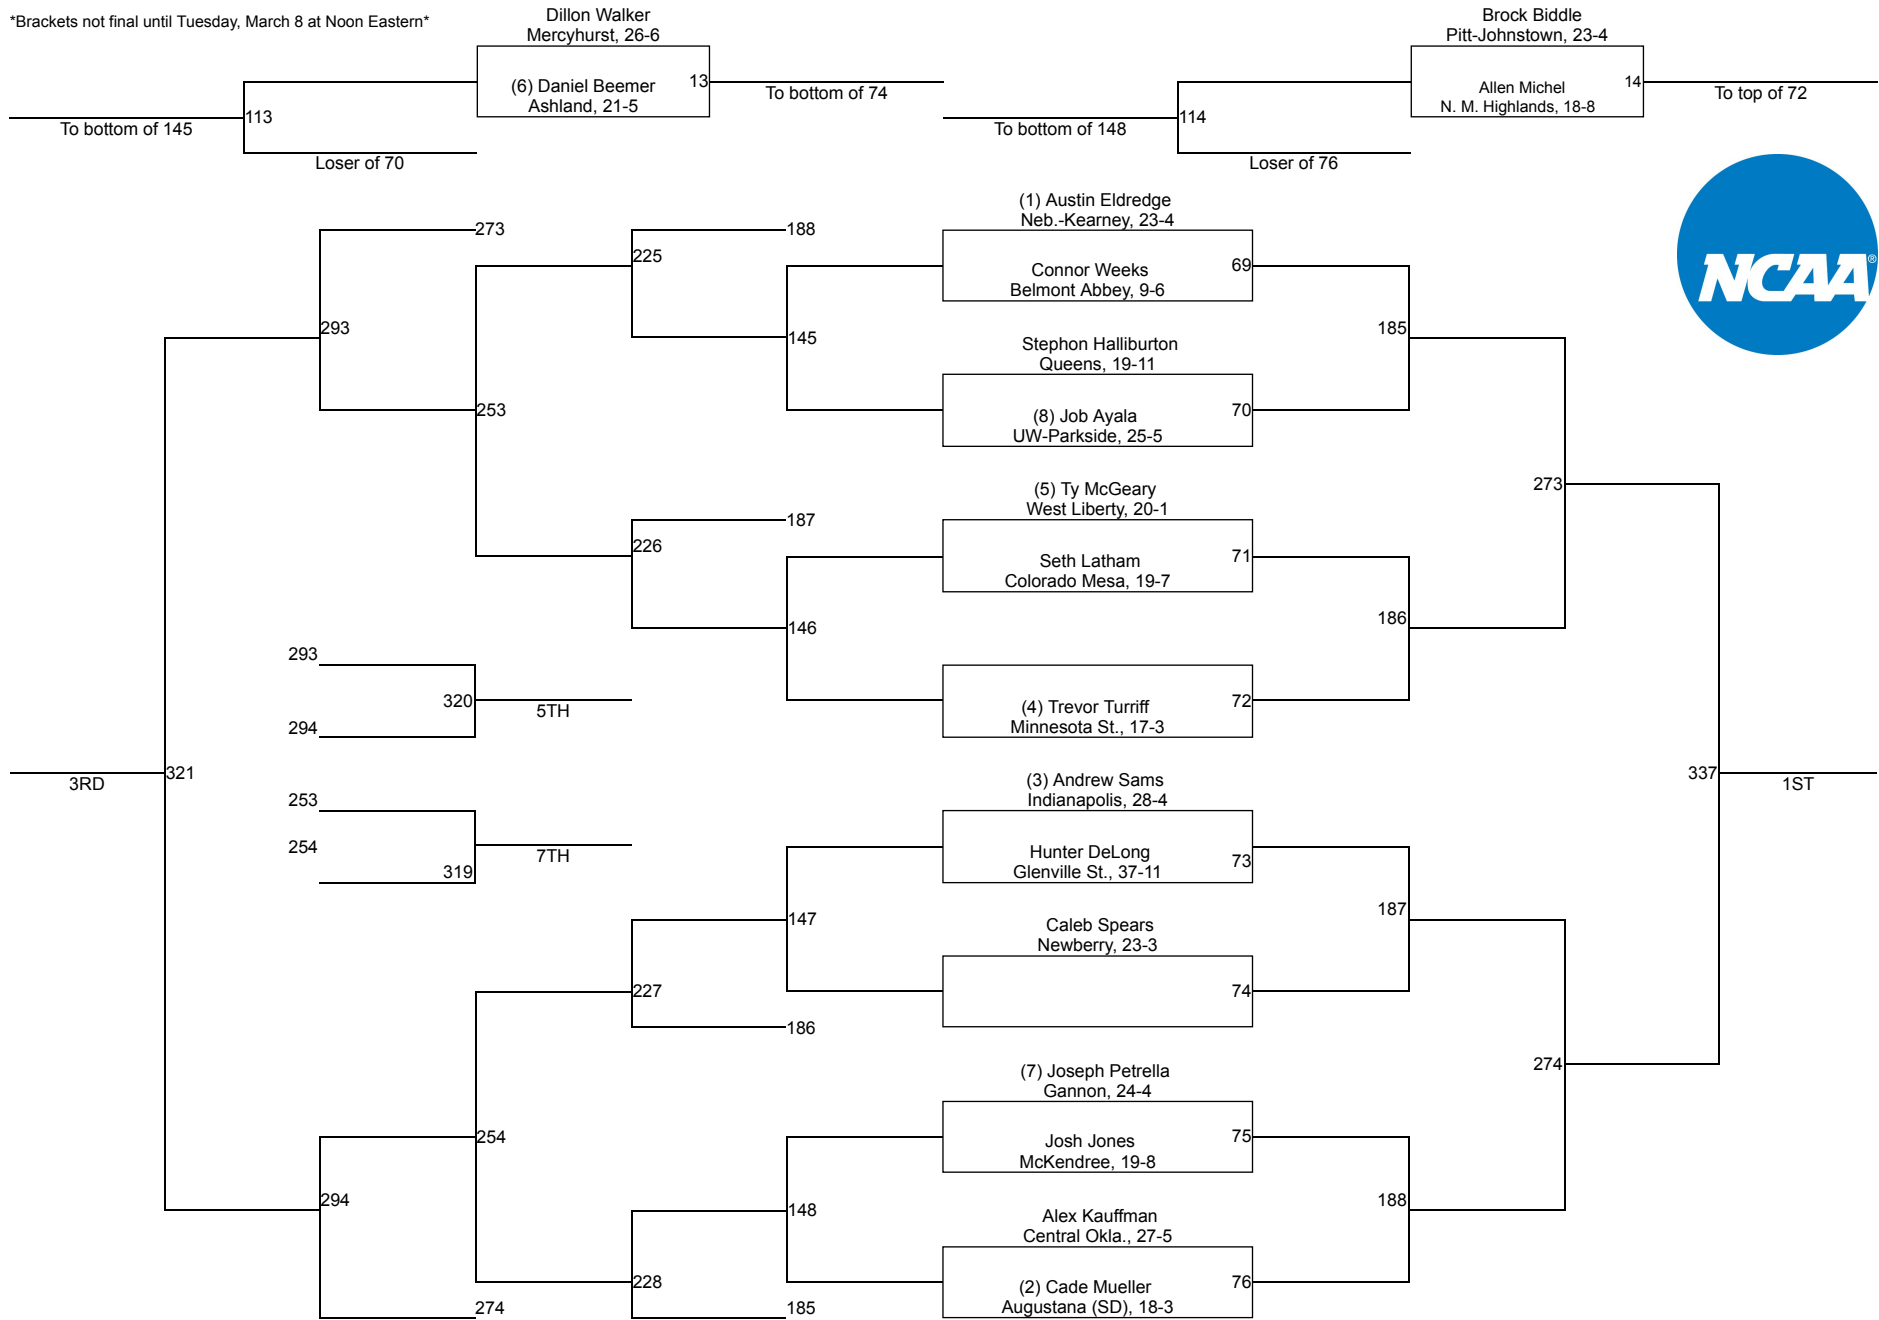 *Brackets not final until Tuesday, March 8 at Noon Eastern*
Dillon Walker
Mercyhurst, 26-6
(6) Daniel Beemer
Ashland, 21-5
13
To bottom of 74
113
To bottom of 145
Loser of 70
Brock Biddle
Pitt-Johnstown, 23-4
Allen Michel
N. M. Highlands, 18-8
14
To top of 72
114
To bottom of 148
Loser of 76
NCAA®
(1) Austin Eldredge
Neb.-Kearney, 23-4
273
188
225
Connor Weeks
Belmont Abbey, 9-6
69
293
145
185
Stephon Halliburton
Queens, 19-11
253
(8) Job Ayala
UW-Parkside, 25-5
70
(5) Ty McGeary
West Liberty, 20-1
273
187
226
Seth Latham
Colorado Mesa, 19-7
71
146
186
293
320
5TH
294
(4) Trevor Turriff
Minnesota St., 17-3
72
3RD
321
337
1ST
(3) Andrew Sams
Indianapolis, 28-4
253
254
7TH
319
Hunter DeLong
Glenville St., 37-11
73
147
187
Caleb Spears
Newberry, 23-3
227
74
186
274
(7) Joseph Petrella
Gannon, 24-4
254
Josh Jones
McKendree, 19-8
75
294
148
188
Alex Kauffman
Central Okla., 27-5
228
(2) Cade Mueller
Augustana (SD), 18-3
76
274
185